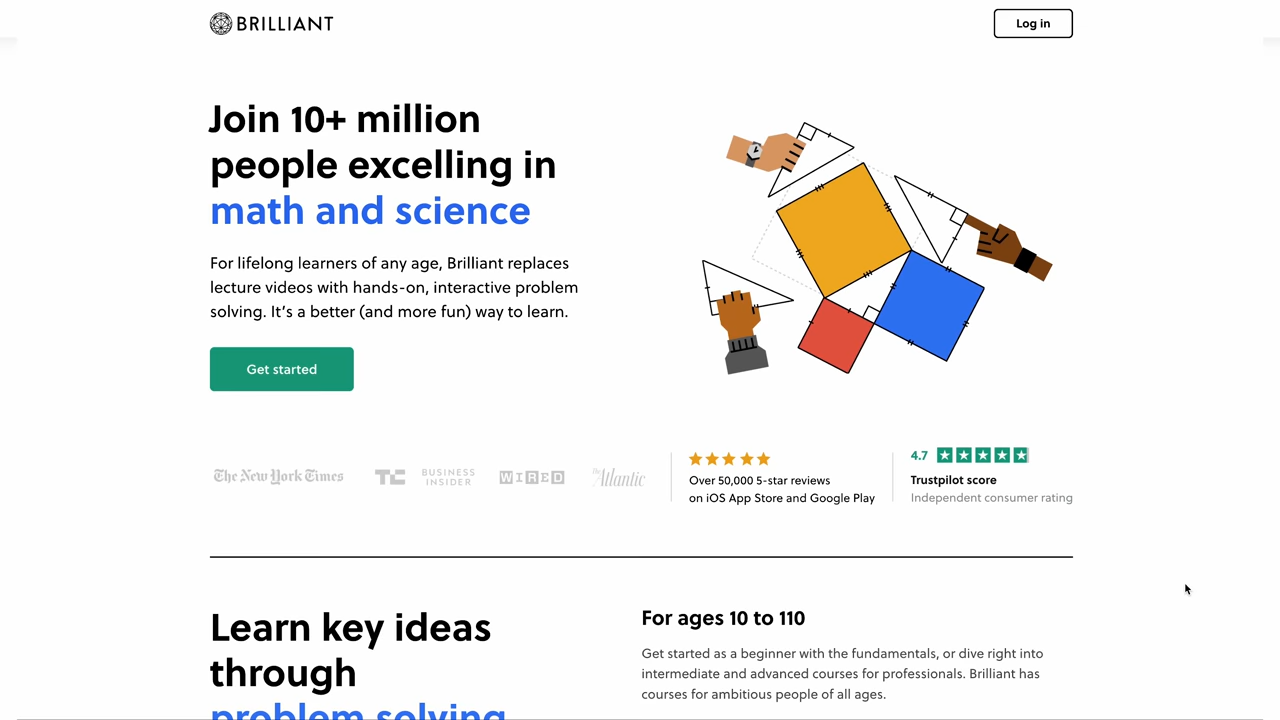 BRILLIANT
Log in
Join 10+ million
people excelling in
math and science
For lifelong learners of any age, Brilliant replaces
lecture videos with hands-on, interactive problem
solving. It's a better (and more fun) way to learn.
Get started
The New York Times
TC
BUSINESS
INSIDER
WIRED
The Atlantic
Over 50,000 5-star reviews
on iOS App Store and Google Play
4.7
Trustpilot score
Independent consumer rating
Learn key ideas
through
problem solving
For ages 10 to 110
Get started as a beginner with the fundamentals, or dive right into
intermediate and advanced courses for professionals. Brilliant has
courses for ambitious people of all ages.